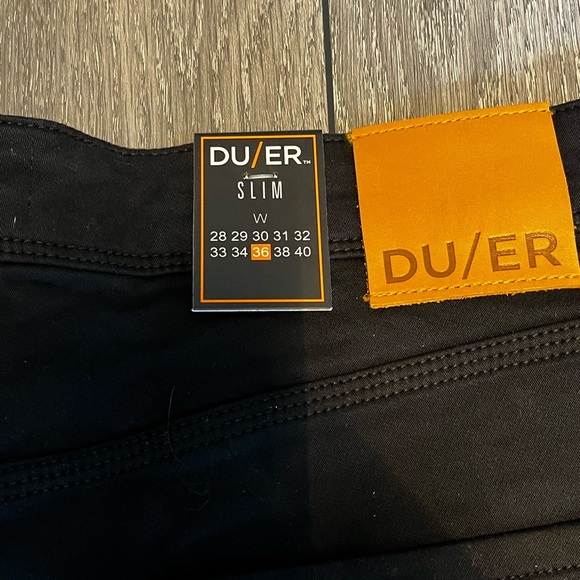 DU/ER™
SLIM
W
28 29 30 31 32
33 34 36 38 40
DU/ER